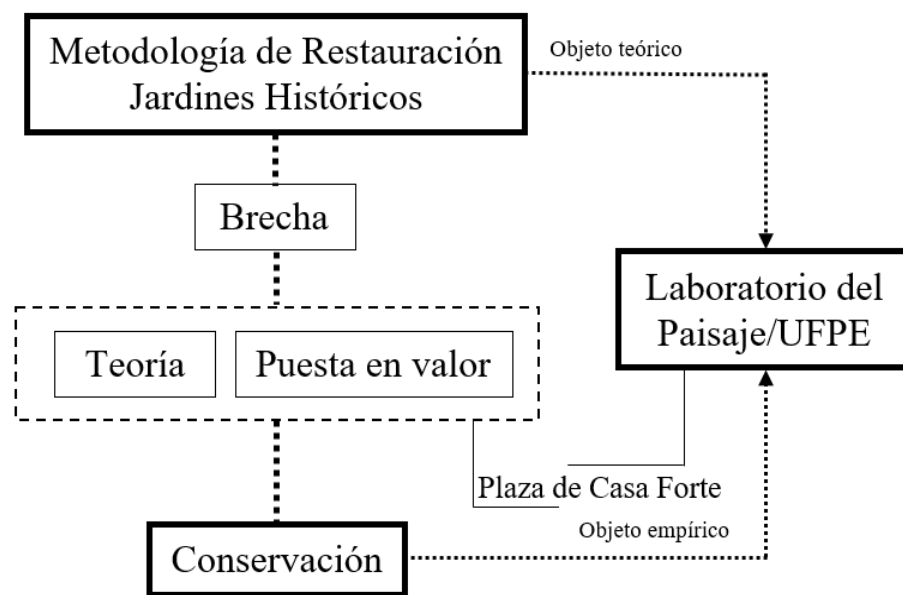 Metodología de Restauración
Jardines Históricos
Objeto teórico
Brecha
Laboratorio del
Paisaje/UFPE
Teoría
Puesta en valor
Plaza de Casa Forte
Objeto empírico
Conservación